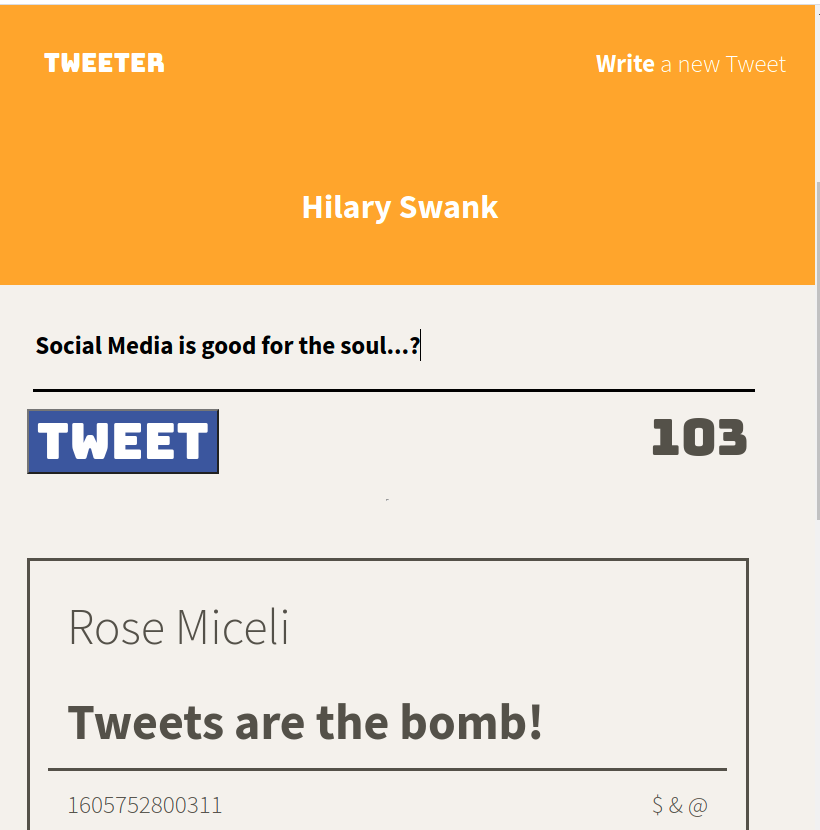 TWEETER
Write a new Tweet
Hilary Swank
Social Media is good for the soul...?
TWEET
103
Rose Miceli
Tweets are the bomb!
1605752800311
$ & @